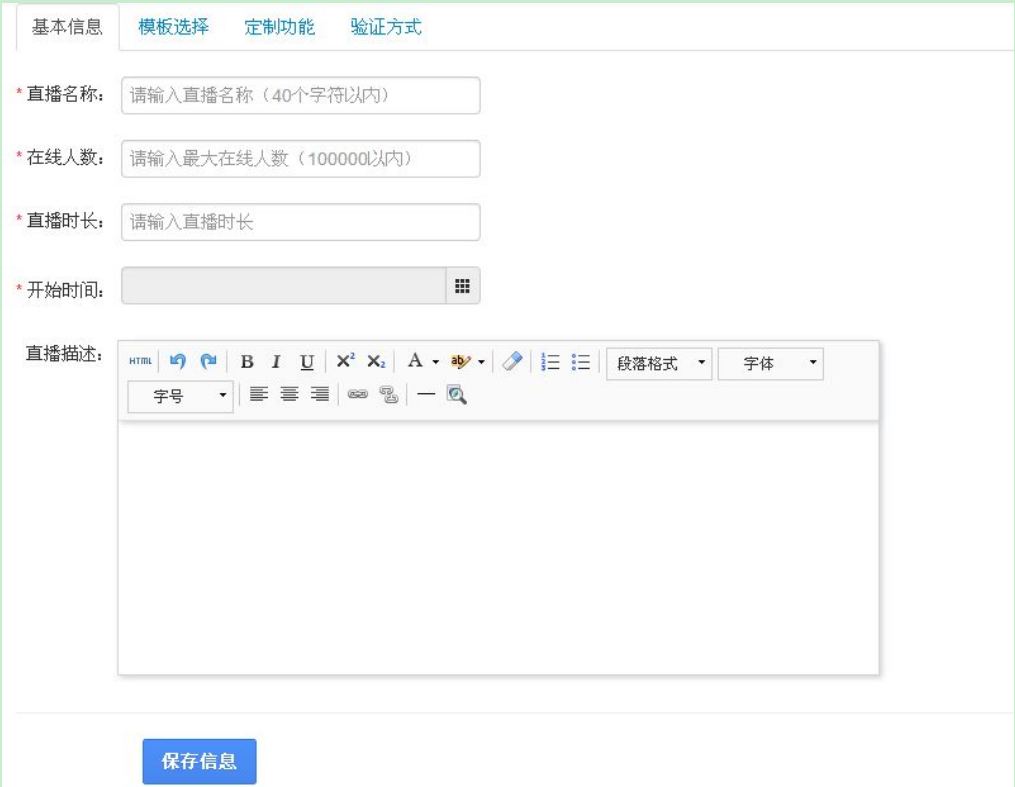 基本信息 模板选择 定制功能 验证方式
*直播名称： 请输入直播名称（40个字符以内）
*在线人数： 请输入最大在线人数（100000以内）
*直播时长： 请输入直播时长
*开始时间：
直播描述：
HTML B I U X² X₂ A ab 段落格式 字体
字号
保存信息